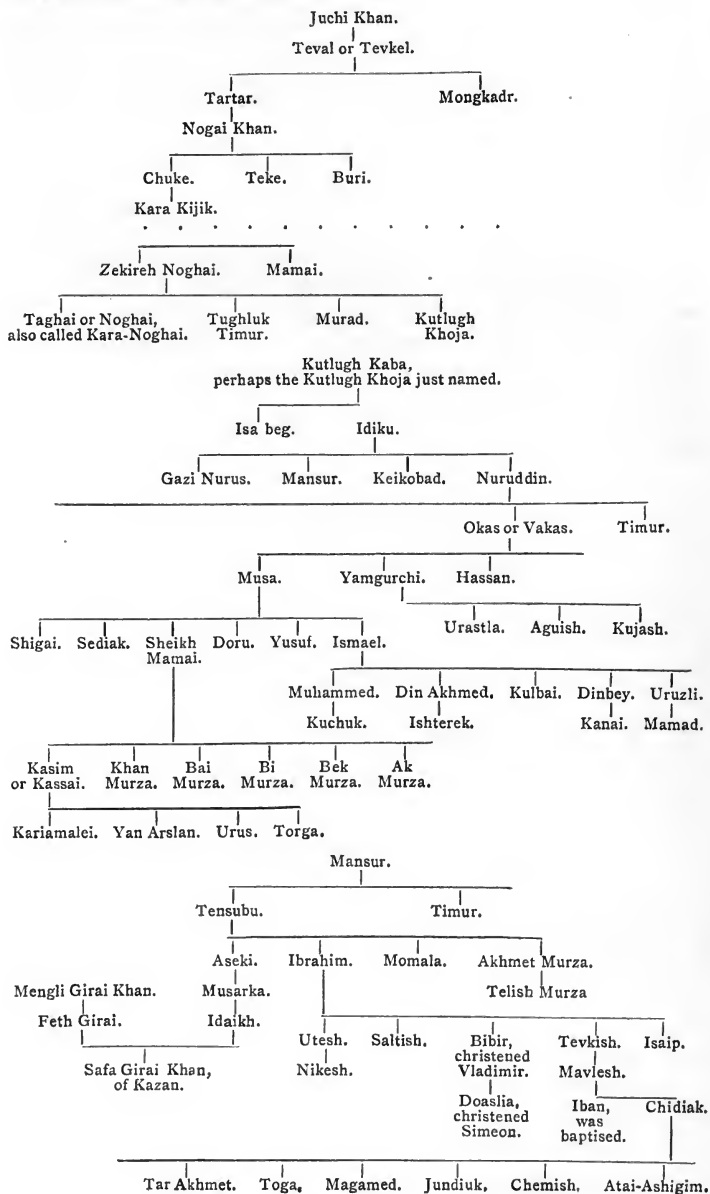 Juchi Khan.
Teval or Tevkel.
Tartar. Mongkadr.
Nogai Khan.
Chuke. Teke. Buri.
Kara Kijik.
. . . . . . . . . . . .
Zekireh Noghai. Mamai.
Taghai or Noghai, Tughluk Murad. Kutlugh
also called Kara-Noghai. Timur. Khoja.
Kutlugh Kaba,
perhaps the Kutlugh Khoja just named.
Isa beg. Idiku.
Gazi Nurus. Mansur. Keikobad. Nuruddin.
Okas or Vakas. Timur.
Musa. Yamgurchi. Hassan.
Urastla. Aguish. Kujash.
Shigai. Sediak. Sheikh Doru. Yusuf. Ismael.
Mamai.
Muhammed. Din Akhmed. Kulbai. Dinbey. Uruzli.
Kuchuk. Ishterek. Kanai. Mamad.
Kasim Khan Bai Bi Bek Ak
or Kassai. Murza. Murza. Murza. Murza. Murza.
Kariamalei. Yan Arslan. Urus. Torga.
Mansur.
Tensubu. Timur.
Aseki. Ibrahim. Momala. Akhmet Murza.
Mengli Girai Khan. Musarka. Telish Murza
Feth Girai. Idaikh. Utesh. Saltish. Bibir, Tevkish. Isaip.
Safa Girai Khan, Nikesh. christened Mavlesh.
of Kazan. Vladimir.
Doaslia, Iban, Chidiak.
christened was
Simeon. baptised.
Tar Akhmet. Toga, Magamed. Jundiuk, Chemish, Atai-Ashigim.